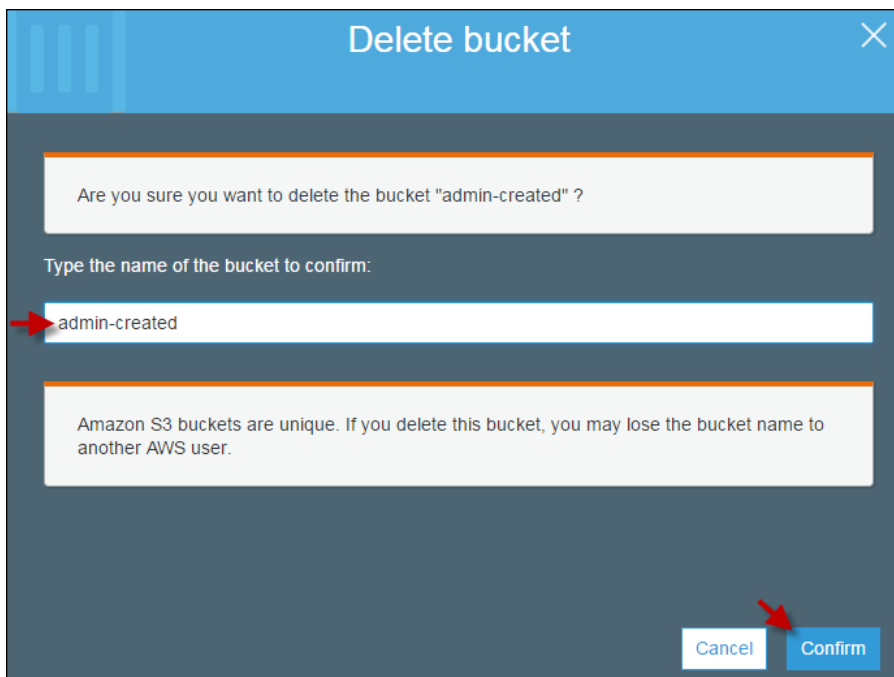 Delete bucket
Are you sure you want to delete the bucket "admin-created" ?
Type the name of the bucket to confirm:
admin-created
Amazon S3 buckets are unique. If you delete this bucket, you may lose the bucket name to
another AWS user.
Cancel
Confirm